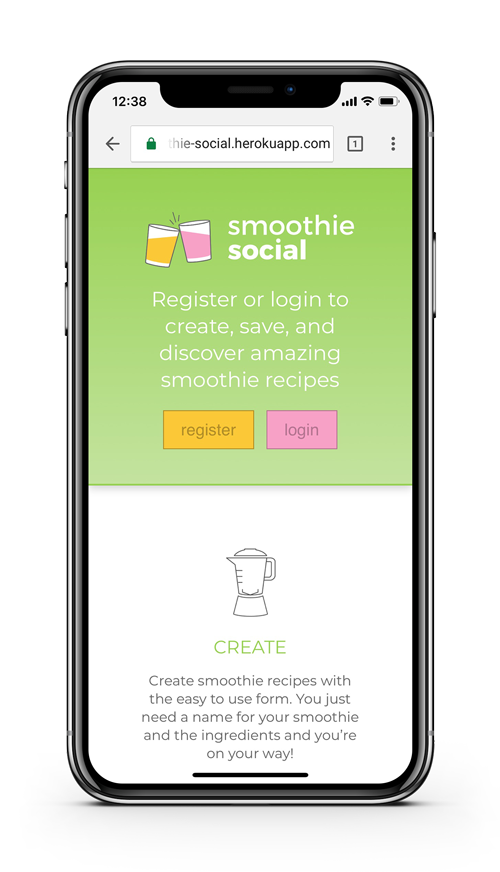 12:38
thie-social.herokuapp.com
1
smoothie
social
Register or login to
create, save, and
discover amazing
smoothie recipes
register
login
CREATE
Create smoothie recipes with
the easy to use form. You just
need a name for your smoothie
and the ingredients and you’re
on your way!